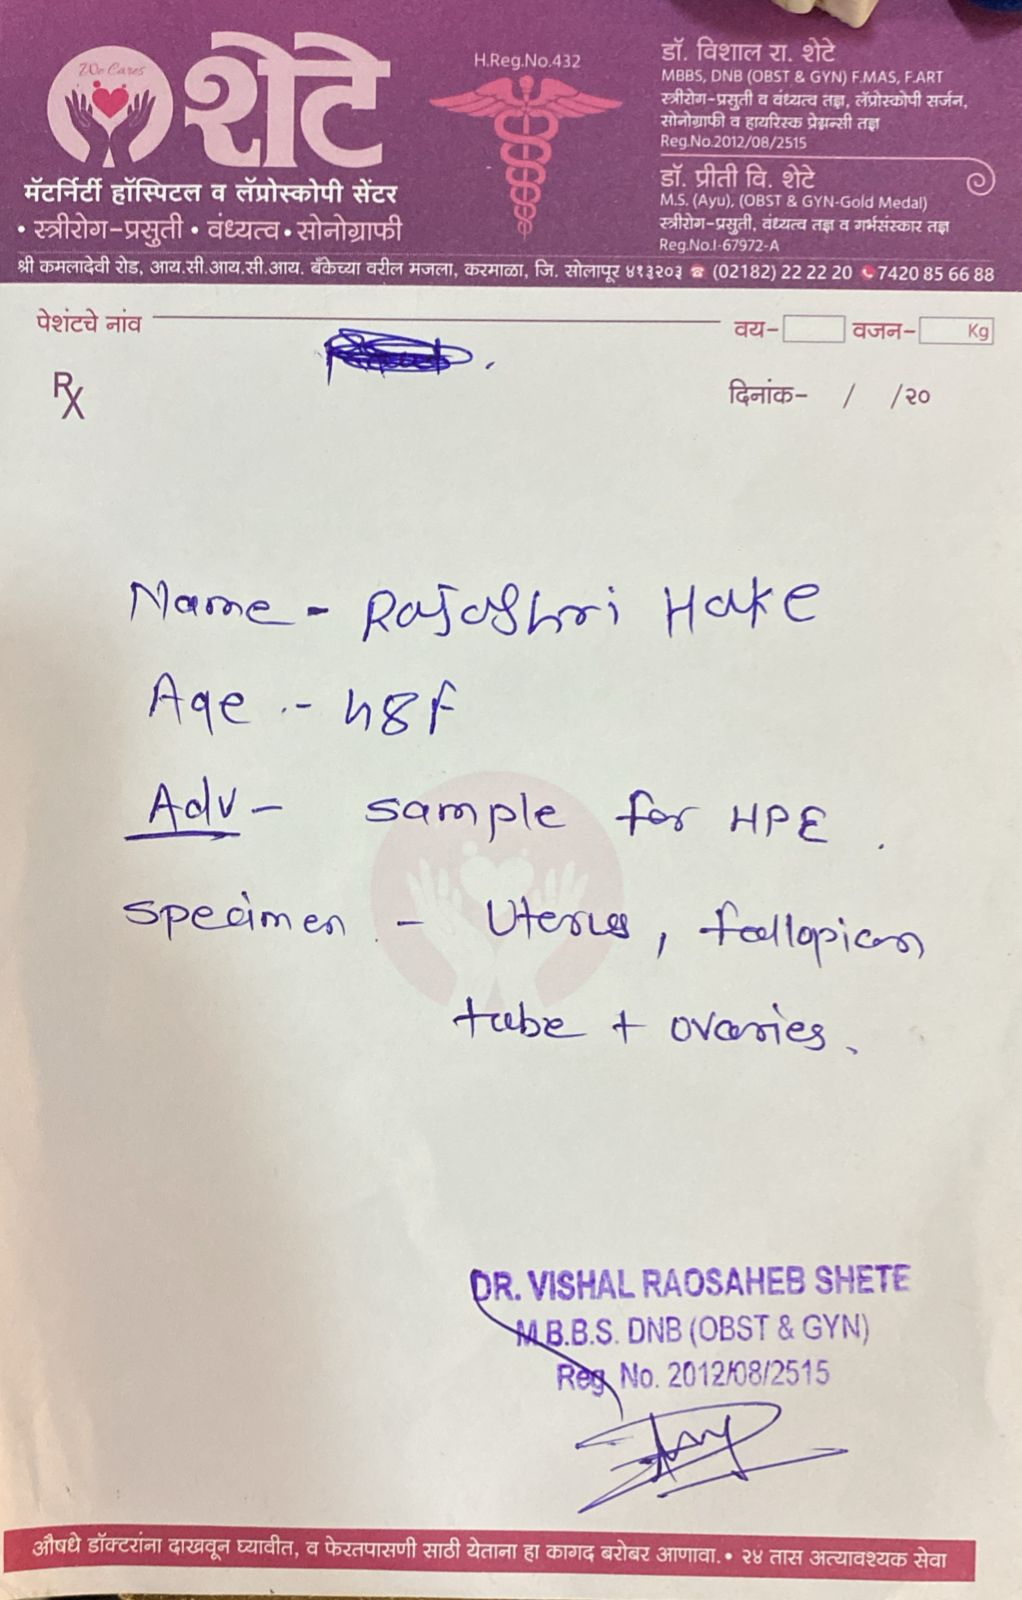 We Cares
शेटे
मॅटर्निटी हॉस्पिटल व लॅप्रोस्कोपी सेंटर
• स्त्रीरोग-प्रसुती • वंध्यत्व • सोनोग्राफी
H.Reg.No.432
डॉ. विशाल रा. शेटे
MBBS, DNB (OBST & GYN) F.MAS, F.ART
स्त्रीरोग-प्रसुती व वंध्यत्व तज्ञ, लॅप्रोस्कोपी सर्जन,
सोनोग्राफी व हायरिस्क प्रेग्नन्सी तज्ञ
Reg.No.2012/08/2515
डॉ. प्रीती वि. शेटे
M.S. (Ayu), (OBST & GYN-Gold Medal)
स्त्रीरोग-प्रसुती, वंध्यत्व तज्ञ व गर्भसंस्कार तज्ञ
Reg.No.I-67972-A
श्री कमलादेवी रोड, आय.सी.आय.सी.आय. बँकेच्या वरील मजला, करमाळा, जि. सोलापूर ४१३२०३ ☎ (02182) 22 22 20 7420 85 66 88
पेशंटचे नांव वय- वजन- Kg
Rx दिनांक- / /२०
Name - Rajashri Hake
Age :- 48F
Adv - sample for HPE.
specimen - Uterus, fallopian
tube + ovaries.
DR. VISHAL RAOSAHEB SHETE
M.B.B.S. DNB (OBST & GYN)
Reg. No. 2012/08/2515
औषधे डॉक्टरांना दाखवून घ्यावीत, व फेरतपासणी साठी येताना हा कागद बरोबर आणावा. • २४ तास अत्यावश्यक सेवा